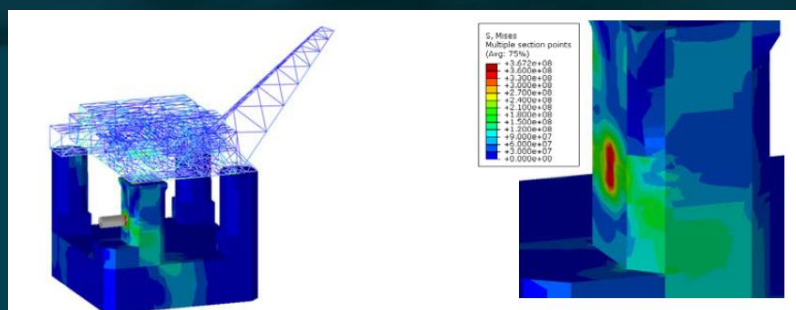 S, Mises
Multiple section points
(Avg: 75%)
+3.672e+08
+3.600e+08
+3.300e+08
+3.000e+08
+2.700e+08
+2.400e+08
+2.100e+08
+1.800e+08
+1.500e+08
+1.200e+08
+9.000e+07
+6.000e+07
+3.000e+07
+0.000e+00